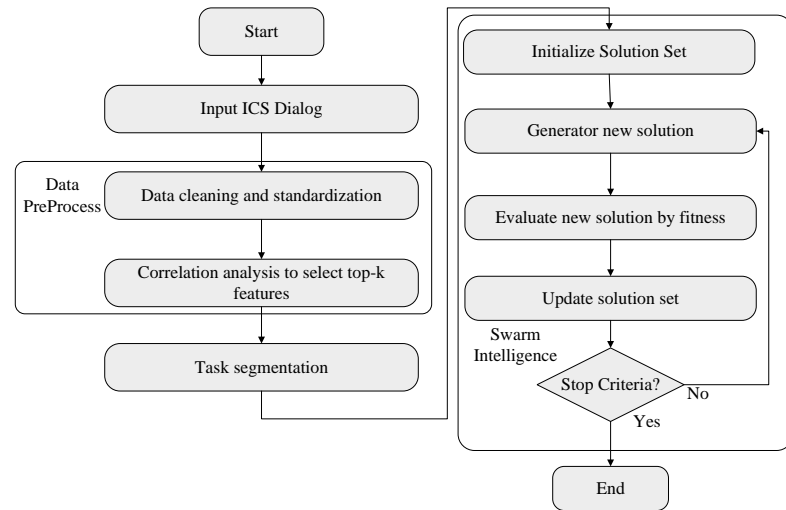 Start
Input ICS Dialog
Data
PreProcess
Data cleaning and standardization
Correlation analysis to select top-k
features
Task segmentation
Initialize Solution Set
Generator new solution
Evaluate new solution by fitness
Update solution set
Swarm
Intelligence
Stop Criteria?
No
Yes
End